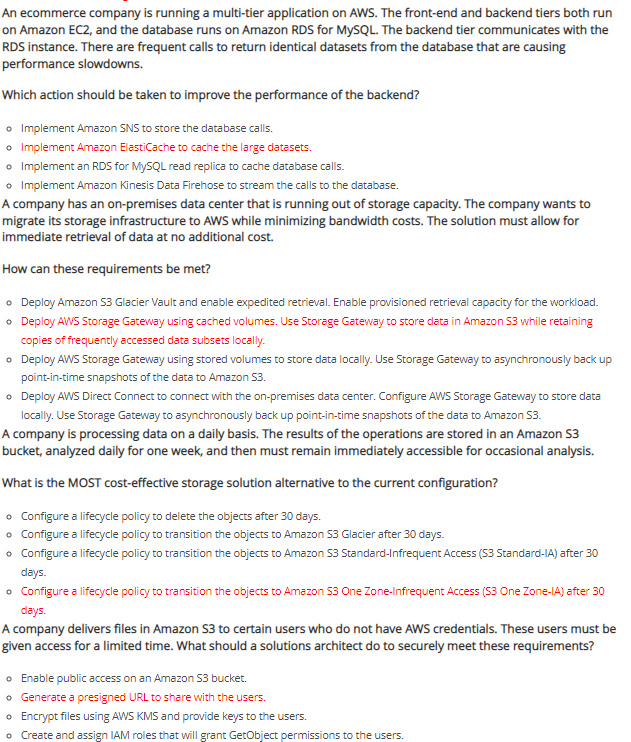 An ecommerce company is running a multi-tier application on AWS. The front-end and backend tiers both run
on Amazon EC2, and the database runs on Amazon RDS for MySQL. The backend tier communicates with the
RDS instance. There are frequent calls to return identical datasets from the database that are causing
performance slowdowns.
Which action should be taken to improve the performance of the backend?
Implement Amazon SNS to store the database calls.
Implement Amazon ElastiCache to cache the large datasets.
Implement an RDS for MySQL read replica to cache database calls.
Implement Amazon Kinesis Data Firehose to stream the calls to the database.
A company has an on-premises data center that is running out of storage capacity. The company wants to
migrate its storage infrastructure to AWS while minimizing bandwidth costs. The solution must allow for
immediate retrieval of data at no additional cost.
How can these requirements be met?
Deploy Amazon S3 Glacier Vault and enable expedited retrieval. Enable provisioned retrieval capacity for the workload.
Deploy AWS Storage Gateway using cached volumes. Use Storage Gateway to store data in Amazon S3 while retaining
copies of frequently accessed data subsets locally.
Deploy AWS Storage Gateway using stored volumes to store data locally. Use Storage Gateway to asynchronously back up
point-in-time snapshots of the data to Amazon S3.
Deploy AWS Direct Connect to connect with the on-premises data center. Configure AWS Storage Gateway to store data
locally. Use Storage Gateway to asynchronously back up point-in-time snapshots of the data to Amazon S3.
A company is processing data on a daily basis. The results of the operations are stored in an Amazon S3
bucket, analyzed daily for one week, and then must remain immediately accessible for occasional analysis.
What is the MOST cost-effective storage solution alternative to the current configuration?
Configure a lifecycle policy to delete the objects after 30 days.
Configure a lifecycle policy to transition the objects to Amazon S3 Glacier after 30 days.
Configure a lifecycle policy to transition the objects to Amazon S3 Standard-Infrequent Access (S3 Standard-IA) after 30
days.
Configure a lifecycle policy to transition the objects to Amazon S3 One Zone-Infrequent Access (S3 One Zone-IA) after 30
days.
A company delivers files in Amazon S3 to certain users who do not have AWS credentials. These users must be
given access for a limited time. What should a solutions architect do to securely meet these requirements?
Enable public access on an Amazon S3 bucket.
Generate a presigned URL to share with the users.
Encrypt files using AWS KMS and provide keys to the users.
Create and assign IAM roles that will grant GetObject permissions to the users.